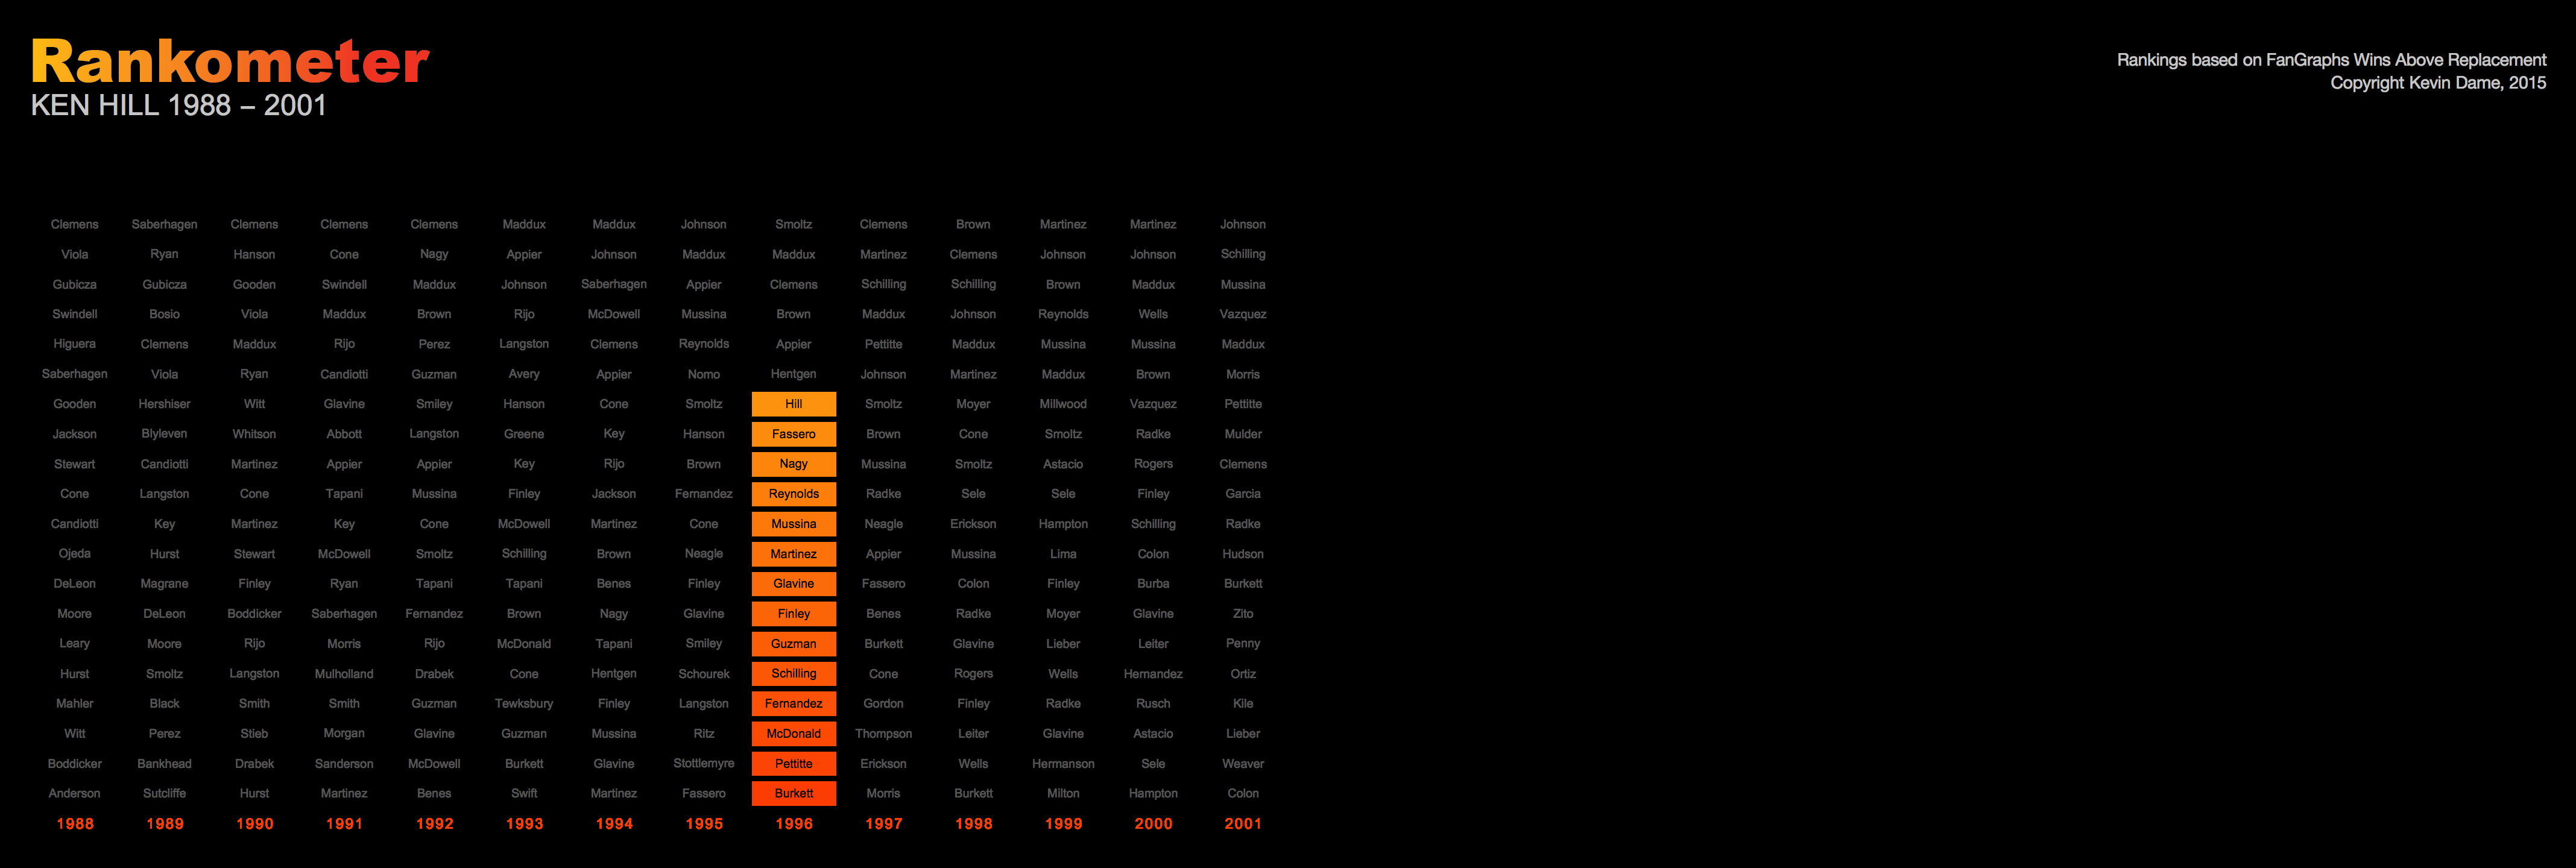 Rankometer
KEN HILL 1988 – 2001
Rankings based on FanGraphs Wins Above Replacement
Copyright Kevin Dame, 2015
Clemens Saberhagen Clemens Clemens Clemens Maddux Maddux Johnson Smoltz Clemens Brown Martinez Martinez Johnson
Viola Ryan Hanson Cone Nagy Appier Johnson Maddux Maddux Martinez Clemens Johnson Johnson Schilling
Gubicza Gubicza Gooden Swindell Maddux Johnson Saberhagen Appier Clemens Schilling Schilling Brown Maddux Mussina
Swindell Bosio Viola Maddux Brown Rijo McDowell Mussina Brown Maddux Johnson Reynolds Wells Vazquez
Higuera Clemens Maddux Rijo Perez Langston Clemens Reynolds Appier Pettitte Maddux Mussina Mussina Maddux
Saberhagen Viola Ryan Candiotti Guzman Avery Appier Nomo Hentgen Johnson Martinez Maddux Brown Morris
Gooden Hershiser Witt Glavine Smiley Hanson Cone Smoltz Hill Smoltz Moyer Millwood Vazquez Pettitte
Jackson Blyleven Whitson Abbott Langston Greene Key Hanson Fassero Brown Cone Smoltz Radke Mulder
Stewart Candiotti Martinez Appier Appier Key Rijo Brown Nagy Mussina Smoltz Astacio Rogers Clemens
Cone Langston Cone Tapani Mussina Finley Jackson Fernandez Reynolds Radke Sele Sele Finley Garcia
Candiotti Key Martinez Key Cone McDowell Martinez Cone Mussina Neagle Erickson Hampton Schilling Radke
Ojeda Hurst Stewart McDowell Smoltz Schilling Brown Neagle Martinez Appier Mussina Lima Colon Hudson
DeLeon Magrane Finley Ryan Tapani Tapani Benes Finley Glavine Fassero Colon Finley Burba Burkett
Moore DeLeon Boddicker Saberhagen Fernandez Brown Nagy Glavine Finley Benes Radke Moyer Glavine Zito
Leary Moore Rijo Morris Rijo McDonald Tapani Smiley Guzman Burkett Glavine Lieber Leiter Penny
Hurst Smoltz Langston Mulholland Drabek Cone Hentgen Schourek Schilling Cone Rogers Wells Hernandez Ortiz
Mahler Black Smith Smith Guzman Tewksbury Finley Langston Fernandez Gordon Finley Radke Rusch Kile
Witt Perez Stieb Morgan Glavine Guzman Mussina Ritz McDonald Thompson Leiter Glavine Astacio Lieber
Boddicker Bankhead Drabek Sanderson McDowell Burkett Glavine Stottlemyre Pettitte Erickson Wells Hermanson Sele Weaver
Anderson Sutcliffe Hurst Martinez Benes Swift Martinez Fassero Burkett Morris Burkett Milton Hampton Colon
1988 1989 1990 1991 1992 1993 1994 1995 1996 1997 1998 1999 2000 2001